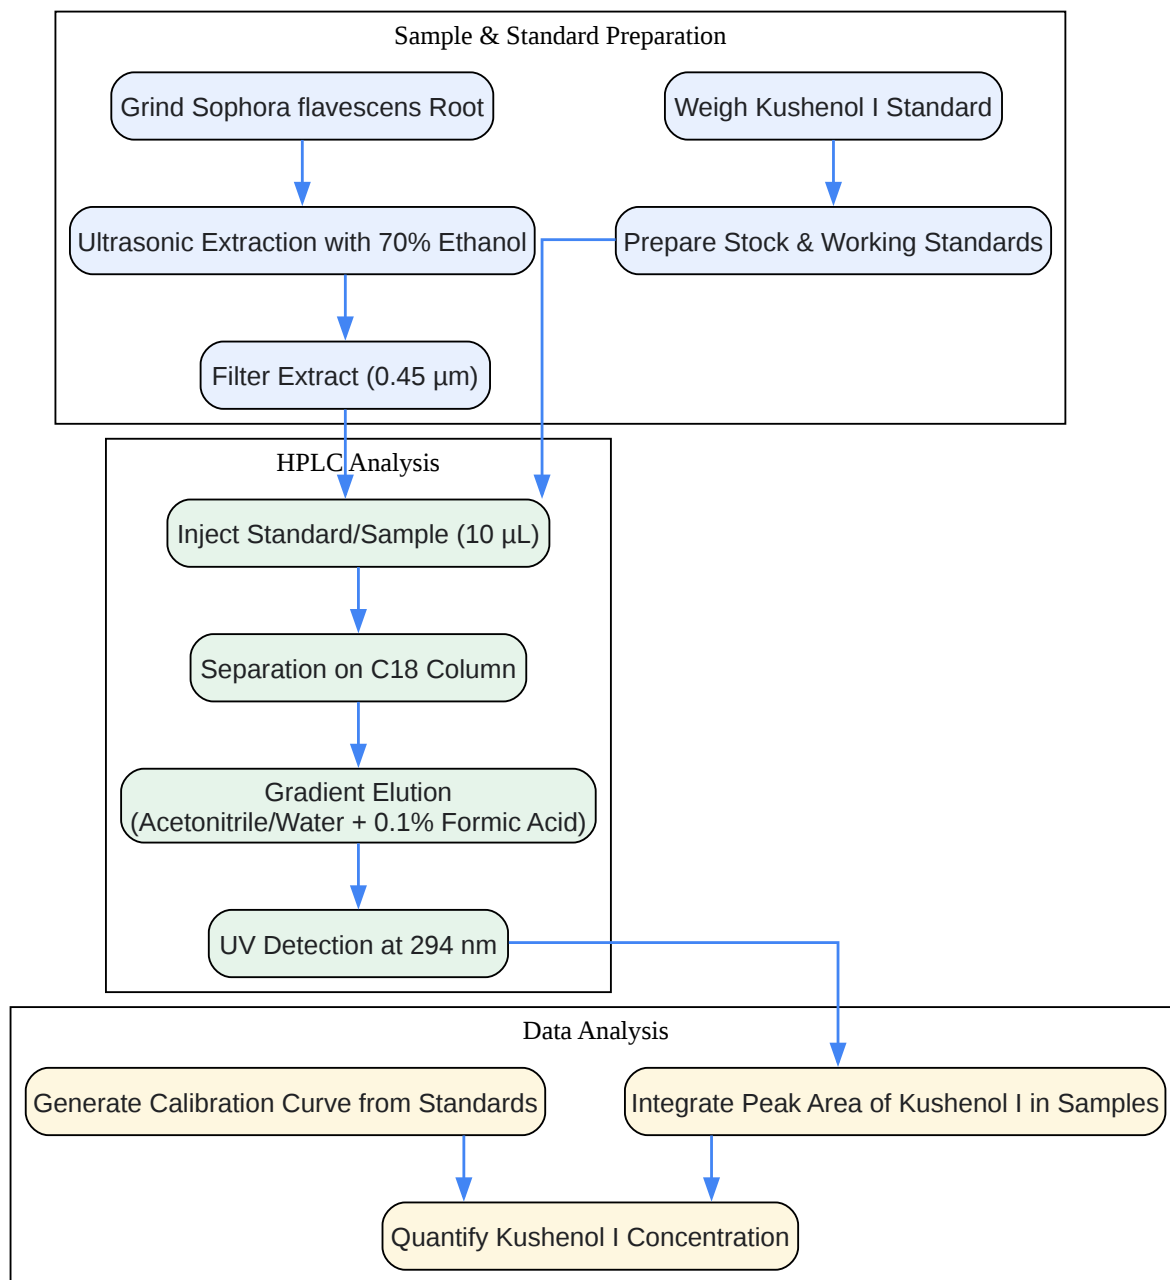 Sample & Standard Preparation
Grind Sophora flavescens Root
Weigh Kushenol I Standard
Ultrasonic Extraction with 70% Ethanol
Prepare Stock & Working Standards
Filter Extract (0.45 µm)
HPLC Analysis
Inject Standard/Sample (10 µL)
Separation on C18 Column
Gradient Elution
(Acetonitrile/Water + 0.1% Formic Acid)
UV Detection at 294 nm
Data Analysis
Generate Calibration Curve from Standards
Integrate Peak Area of Kushenol I in Samples
Quantify Kushenol I Concentration